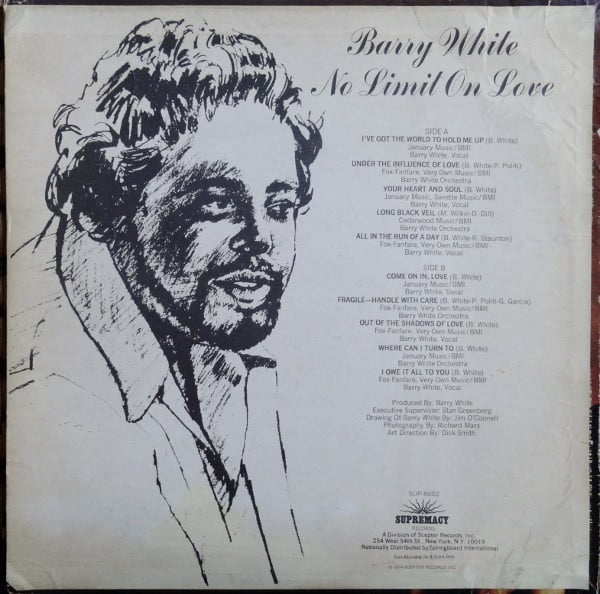 Barry White
No Limit On Love
SIDE A
I'VE GOT THE WORLD TO HOLD ME UP (B. White)
January Music/BMI
Barry White, Vocal
UNDER THE INFLUENCE OF LOVE (B. White-P. Politi)
Fox-Fanfare, Very Own Music/BMI
Barry White Orchestra
YOUR HEART AND SOUL (B. White)
January Music, Savette Music/BMI
Barry White, Vocal
LONG BLACK VEIL (M. Wilkin-D. Dill)
Cedarwood Music/BMI
Barry White Orchestra
ALL IN THE RUN OF A DAY (B. White-R. Staunton)
Fox-Fanfare, Very Own Music/BMI
Barry White, Vocal
SIDE B
COME ON IN, LOVE (B. White)
January Music/BMI
Barry White, Vocal
FRAGILE—HANDLE WITH CARE (B. White-P. Politi-G. Garcia)
Fox-Fanfare, Very Own Music/BMI
Barry White Orchestra
OUT OF THE SHADOWS OF LOVE (B. White)
Fox-Fanfare, Very Own Music/BMI
Barry White, Vocal
WHERE CAN I TURN TO (B. White)
January Music/BMI
Barry White Orchestra
I OWE IT ALL TO YOU (B. White)
Fox-Fanfare, Very Own Music/BMI
Barry White, Vocal
Produced By: Barry White
Executive Supervisor: Stan Greenberg
Drawing Of Barry White By: Jim O'Connell
Photography By: Richard Marx
Art Direction By: Dick Smith
SUP 8002
SUPREMACY
RECORDS
A Division of Scepter Records, Inc.
254 West 54th St., New York, N.Y. 10019
Nationally Distributed by Springboard International
Also Available On 8-Track
© 1974 SCEPTER RECORDS INC.